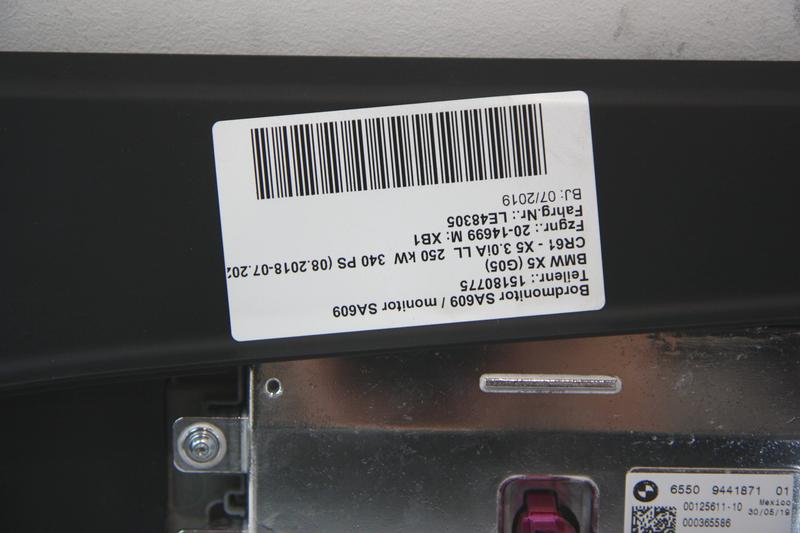 Bordmonitor SA609 / monitor SA609
Teilenr.: 15180775
BMW X5 (G05)
CR61 - X5 3.0iA LL 250 kW 340 PS (08.2018-07.202
Fzgnr.: 20-14699 M: XB1
Fahrg.Nr.: LE48305
BJ: 07/2019
6550 9441871 01
00125611-10 Mexico
000365586 30/05/19